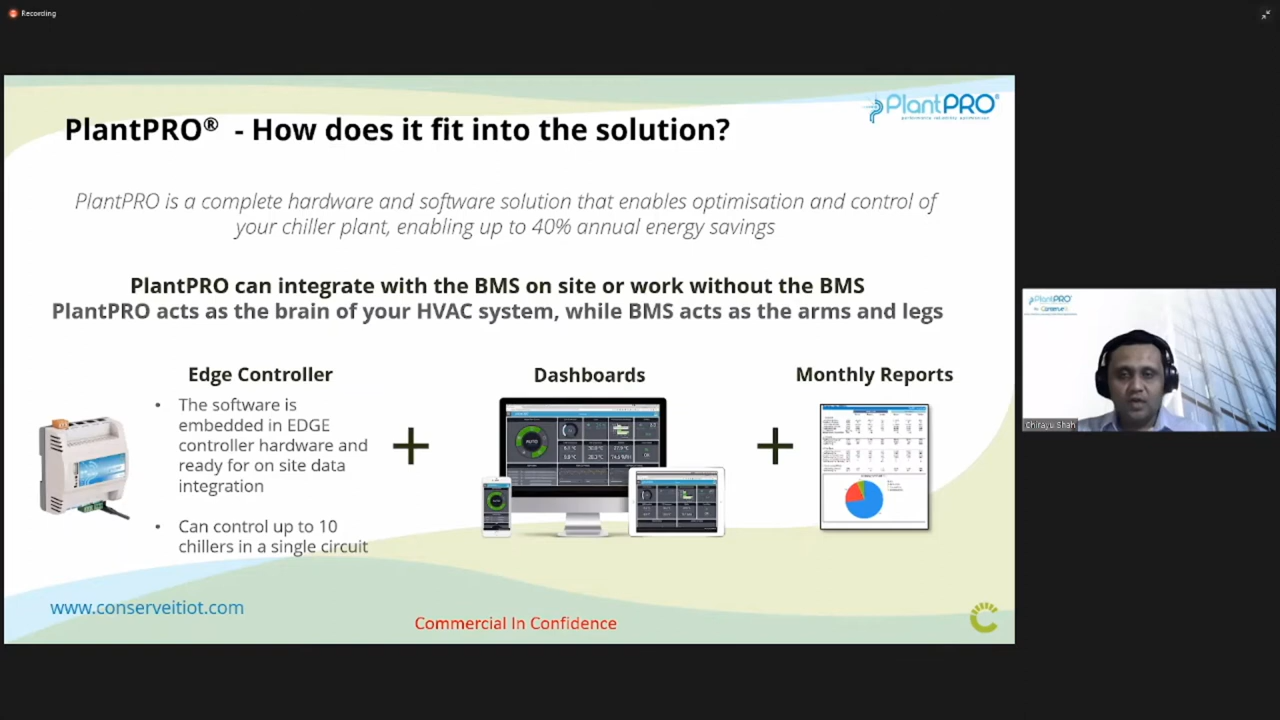 Recording
PlantPRO®
performance reliability optimisation
PlantPRO® - How does it fit into the solution?
PlantPRO is a complete hardware and software solution that enables optimisation and control of
your chiller plant, enabling up to 40% annual energy savings
PlantPRO can integrate with the BMS on site or work without the BMS
PlantPRO acts as the brain of your HVAC system, while BMS acts as the arms and legs
Edge Controller
• The software is
embedded in EDGE
controller hardware and
ready for on site data
integration
• Can control up to 10
chillers in a single circuit
+
Dashboards
AUTO
+
Monthly Reports
www.conserveitiot.com
Commercial In Confidence
PlantPRO
Chirayu Shah